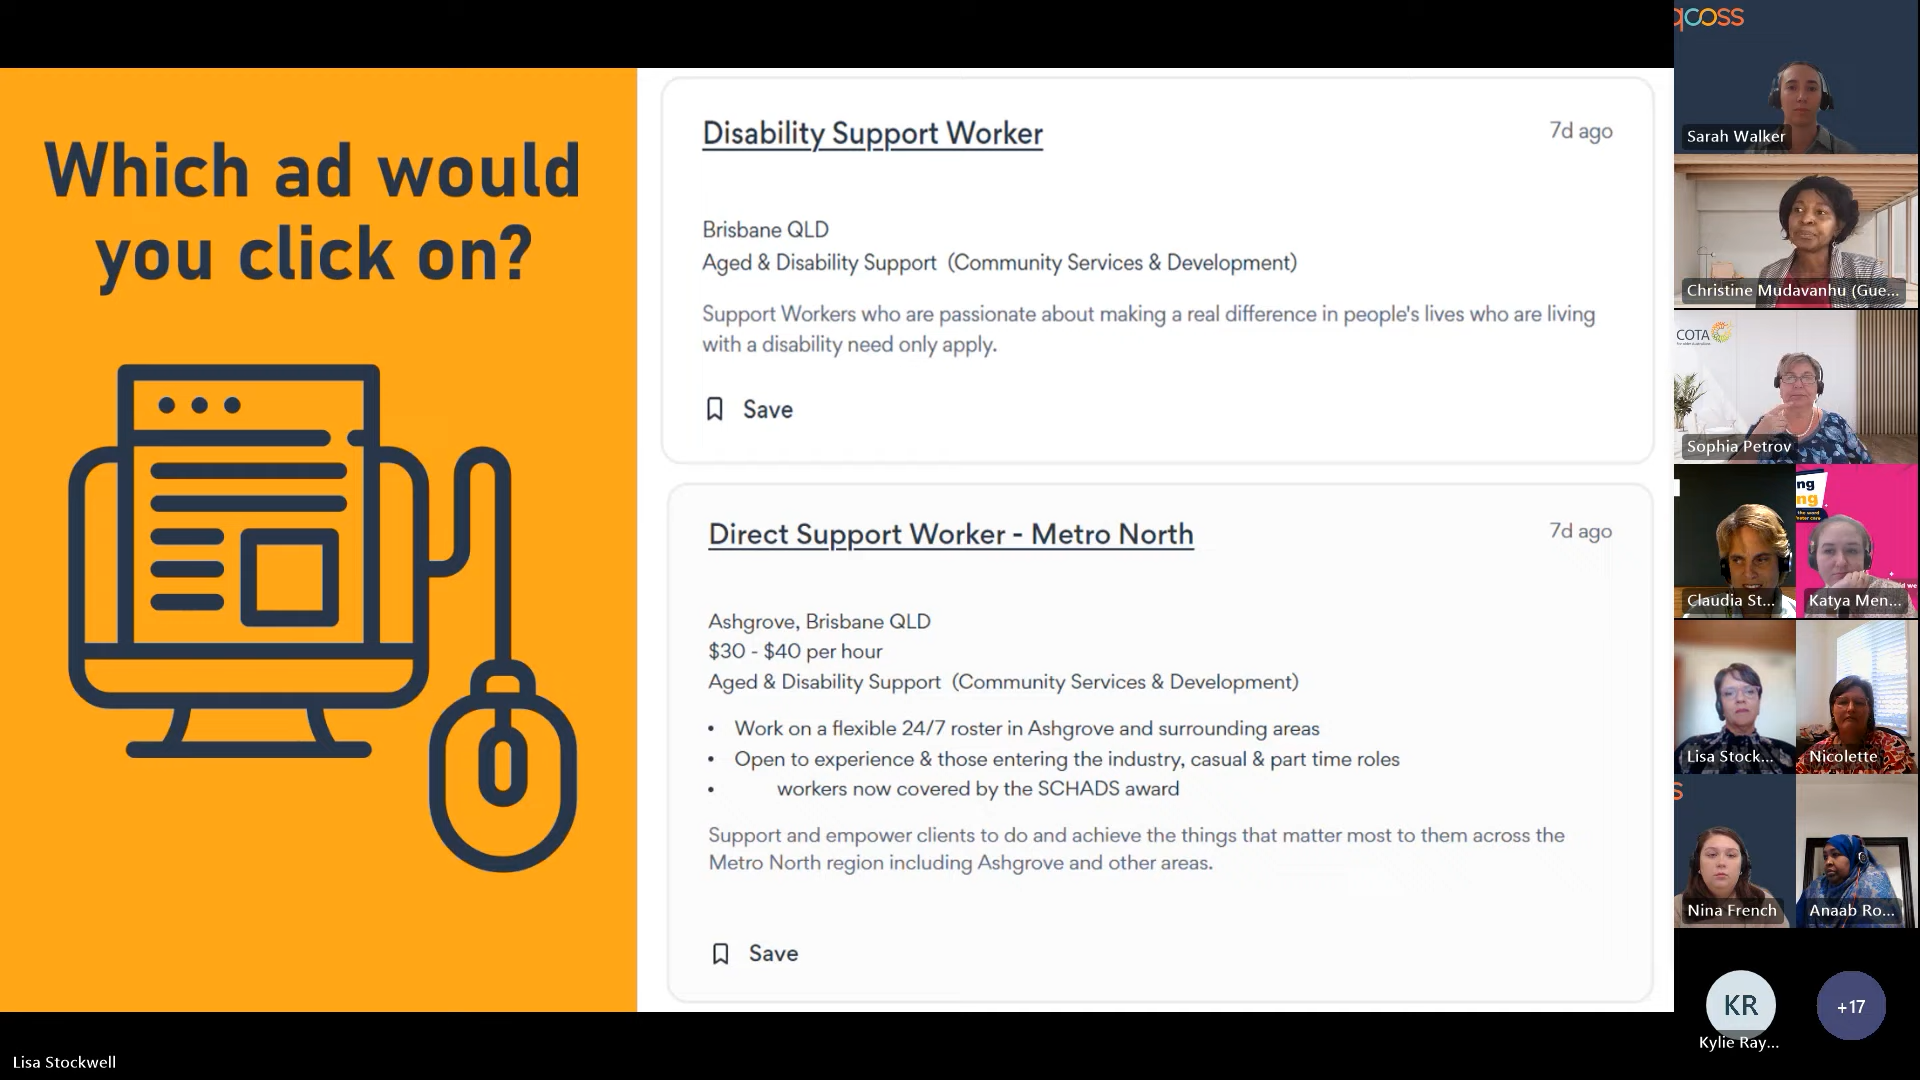 Which ad would
you click on?
Disability Support Worker
7d ago
Brisbane QLD
Aged & Disability Support (Community Services & Development)
Support Workers who are passionate about making a real difference in people's lives who are living
with a disability need only apply.
Save
Direct Support Worker - Metro North
7d ago
Ashgrove, Brisbane QLD
$30 - $40 per hour
Aged & Disability Support (Community Services & Development)
• Work on a flexible 24/7 roster in Ashgrove and surrounding areas
• Open to experience & those entering the industry, casual & part time roles
• workers now covered by the SCHADS award
Support and empower clients to do and achieve the things that matter most to them across the
Metro North region including Ashgrove and other areas.
Save
Lisa Stockwell
qcoss
Sarah Walker
Christine Mudavanhu (Gue...
COTA
Sophia Petrov
ng
ng
Claudia St...
Katya Men...
Lisa Stock...
Nicolette
s
Nina French
Anaab Ro...
KR
+17
Kylie Ray...